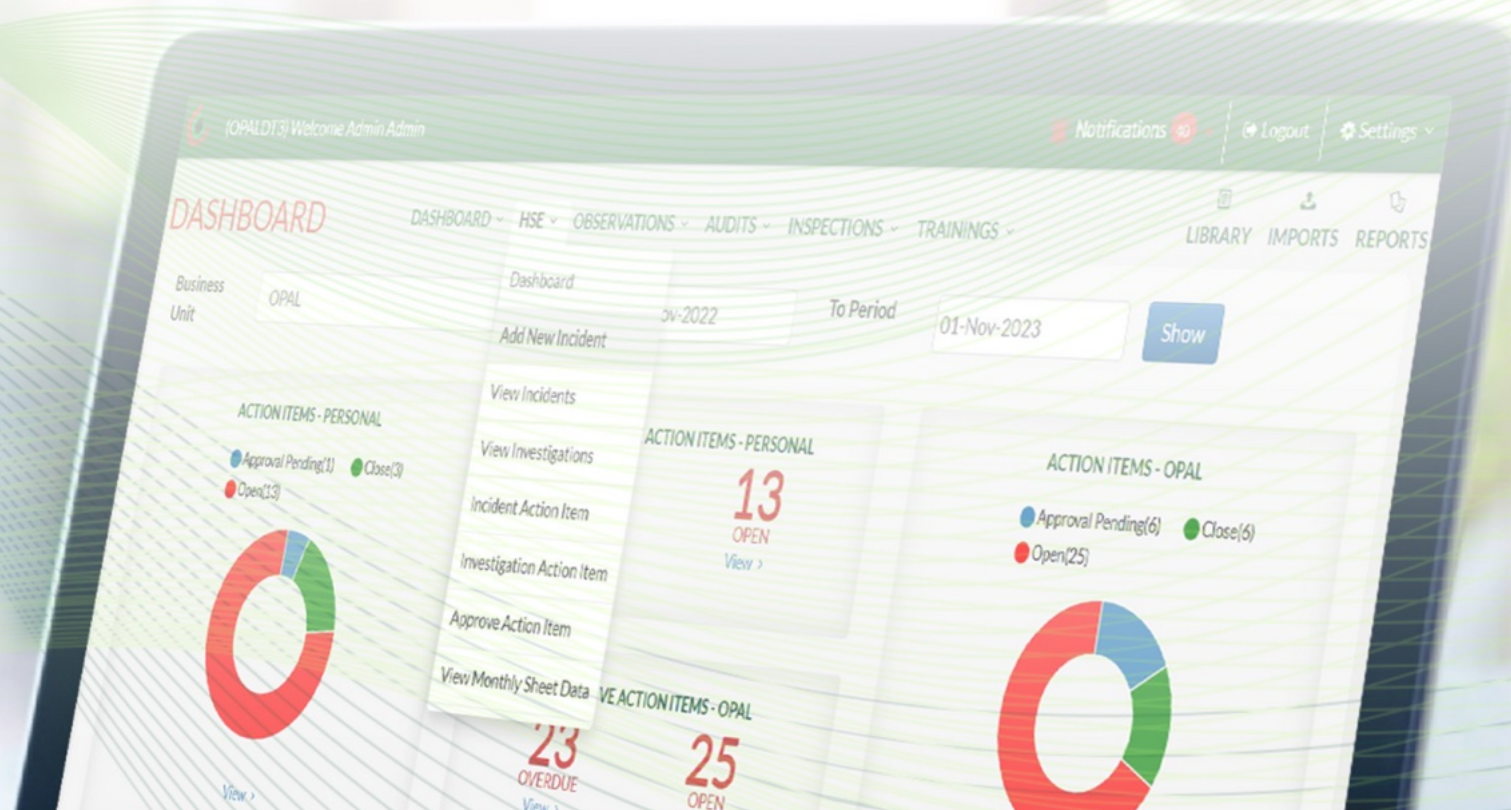 (OPALDT3) Welcome Admin Admin
Notifications 40
Logout
Settings
LIBRARY IMPORTS REPORTS
DASHBOARD
DASHBOARD HSE OBSERVATIONS AUDITS INSPECTIONS TRAININGS
Business
Unit
OPAL
ov-2022
To Period
01-Nov-2023
Show
Dashboard
Add New Incident
View Incidents
View Investigations
Incident Action Item
Investigation Action Item
Approve Action Item
View Monthly Sheet Data
ACTION ITEMS - PERSONAL
Approval Pending(1) Close(3)
Open(13)
View >
ACTION ITEMS - PERSONAL
13
OPEN
View >
VE ACTION ITEMS - OPAL
23
OVERDUE
View >
25
OPEN
ACTION ITEMS - OPAL
Approval Pending(6) Close(6)
Open(25)